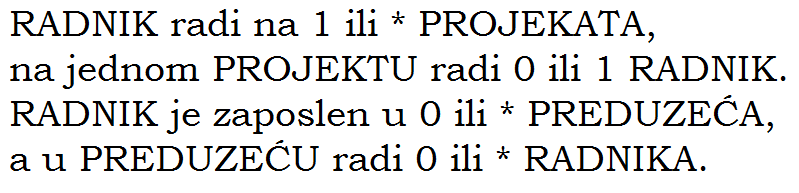 RADNIK radi na 1 ili * PROJEKATA,
na jednom PROJEKTU radi 0 ili 1 RADNIK.
RADNIK je zaposlen u 0 ili * PREDUZEĆA,
a u PREDUZEĆU radi 0 ili * RADNIKA.